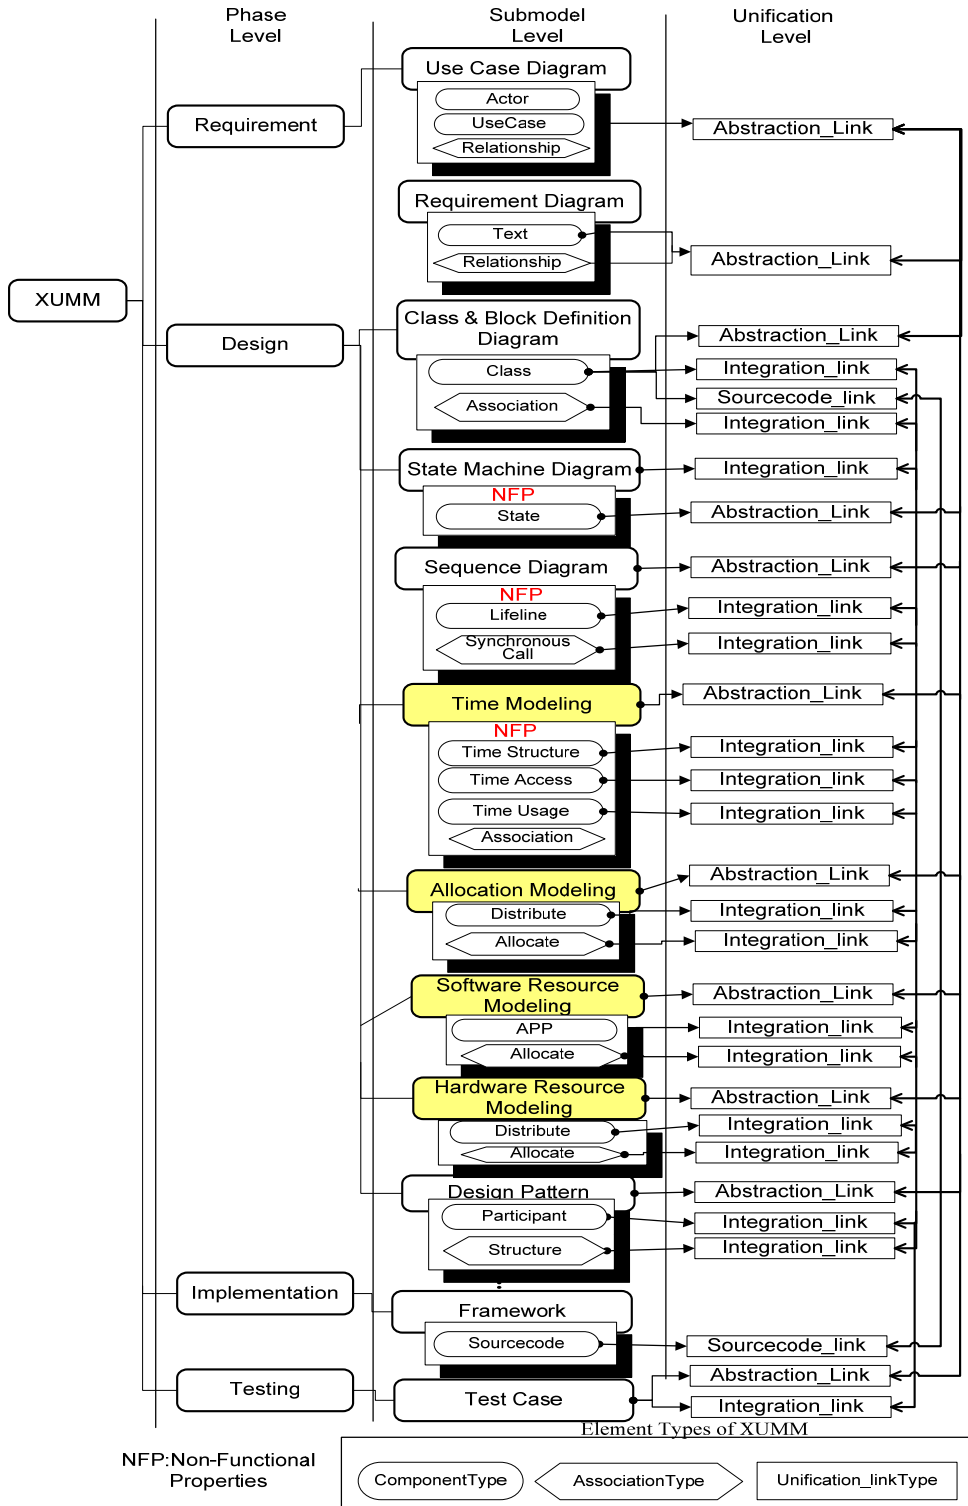 Phase
Level
Submodel
Level
Unification
Level
Use Case Diagram
Actor
UseCase
Relationship
Abstraction_Link
Requirement
Requirement Diagram
Text
Relationship
Abstraction_Link
XUMM
Design
Class & Block Definition
Diagram
Class
Association
Abstraction_Link
Integration_link
Sourcecode_link
Integration_link
State Machine Diagram
Integration_link
NFP
State
Abstraction_Link
Sequence Diagram
Abstraction_Link
NFP
Lifeline
Integration_link
Synchronous
Call
Integration_link
Time Modeling
Abstraction_Link
NFP
Time Structure
Integration_link
Time Access
Integration_link
Time Usage
Integration_link
Association
Allocation Modeling
Abstraction_Link
Distribute
Integration_link
Allocate
Integration_link
Software Resource
Modeling
Abstraction_Link
APP
Integration_link
Allocate
Integration_link
Hardware Resource
Modeling
Abstraction_Link
Distribute
Integration_link
Allocate
Integration_link
Design Pattern
Abstraction_Link
Participant
Integration_link
Structure
Integration_link
Implementation
Framework
Sourcecode
Sourcecode_link
Testing
Test Case
Abstraction_Link
Integration_link
Element Types of XUMM
NFP:Non-Functional
Properties
ComponentType
AssociationType
Unification_linkType